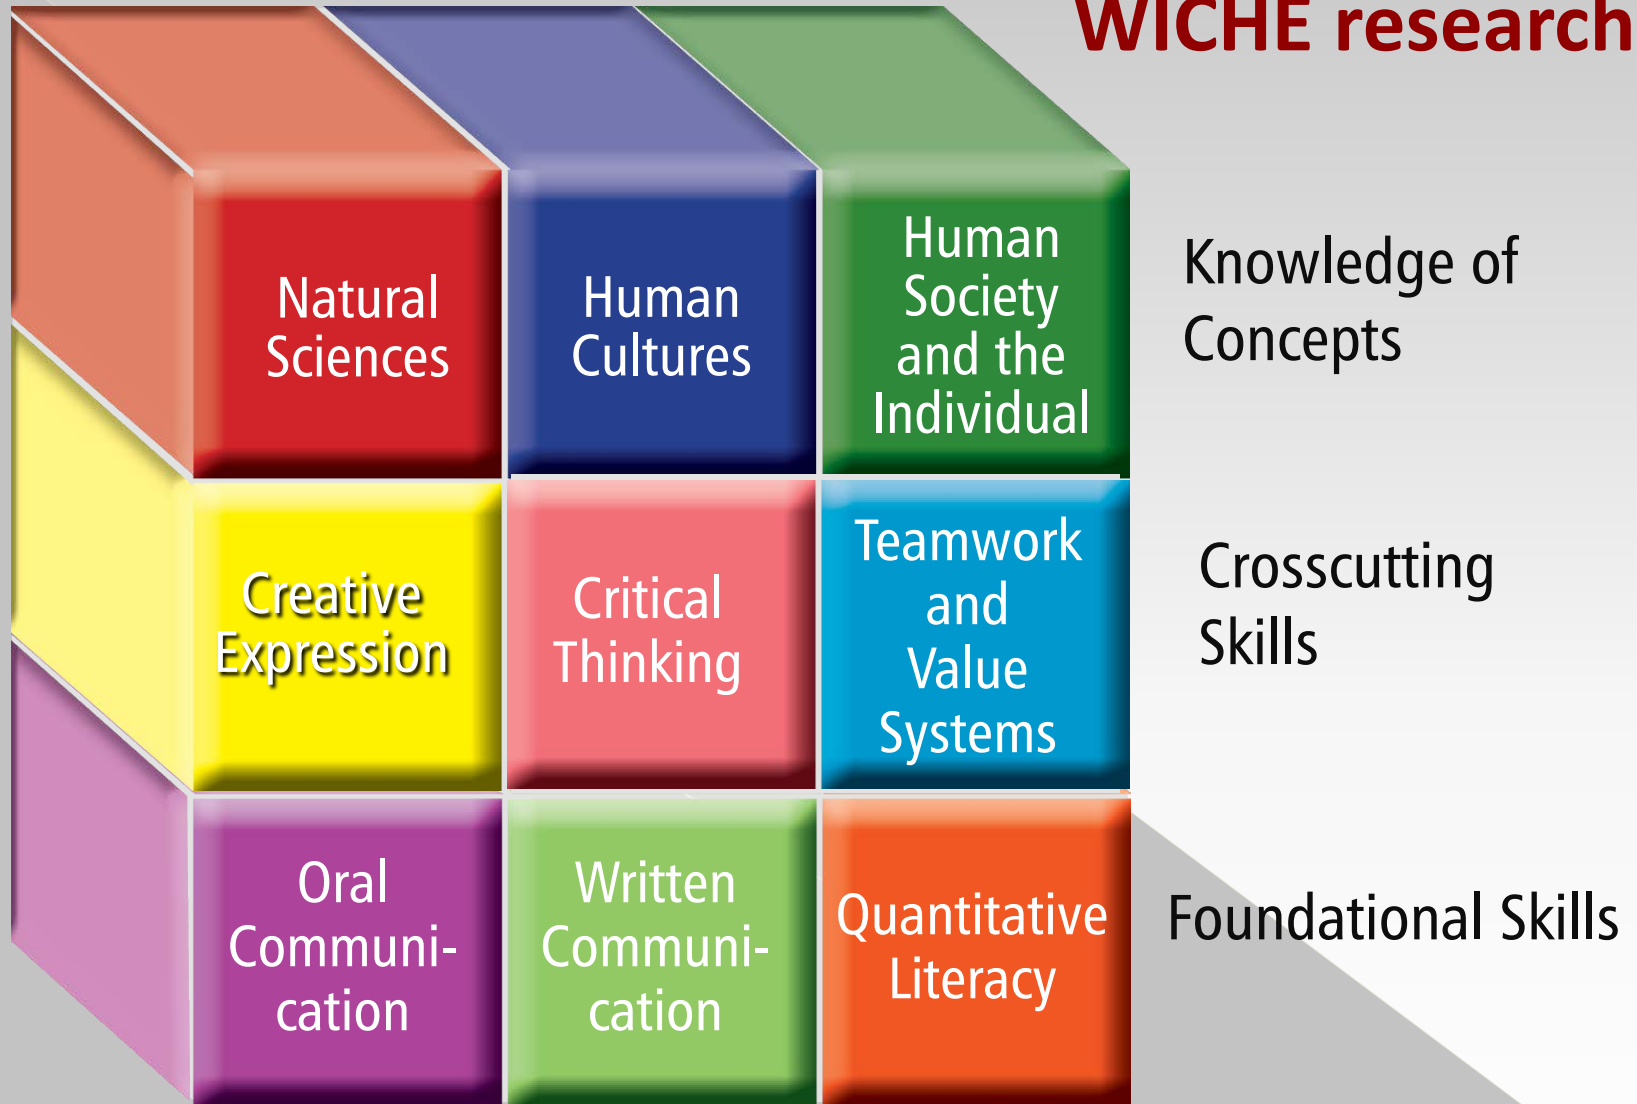 WICHE research
Natural
Sciences
Human
Cultures
Human
Society
and the
Individual
Knowledge of
Concepts
Creative
Expression
Critical
Thinking
Teamwork
and
Value
Systems
Crosscutting
Skills
Oral
Communi-
cation
Written
Communi-
cation
Quantitative
Literacy
Foundational Skills